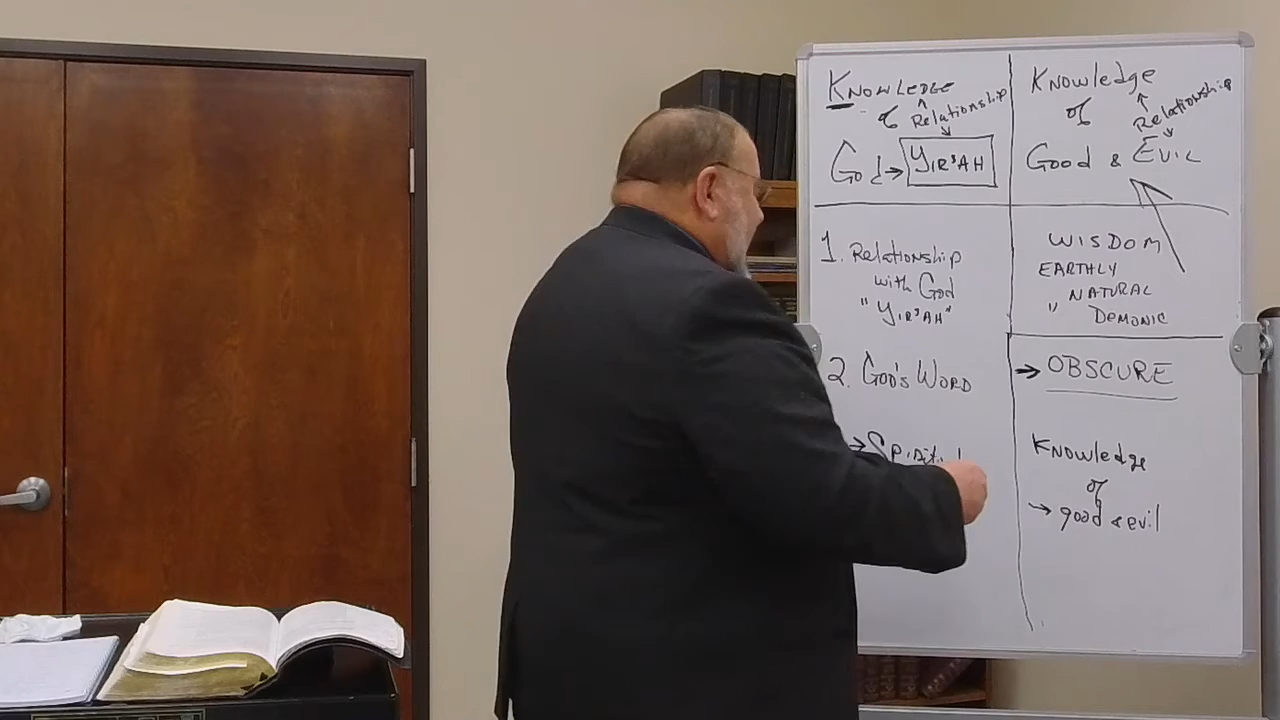 Knowledge
of Relationship
God → Yir'ah
1. Relationship
with God
"Yir'ah"
2. God's Word
→
Knowledge
of Relationship
Good & Evil
WISDOM
EARTHLY
NATURAL
" DEMONIC
→ OBSCURE
Knowledge
of
→ good & evil